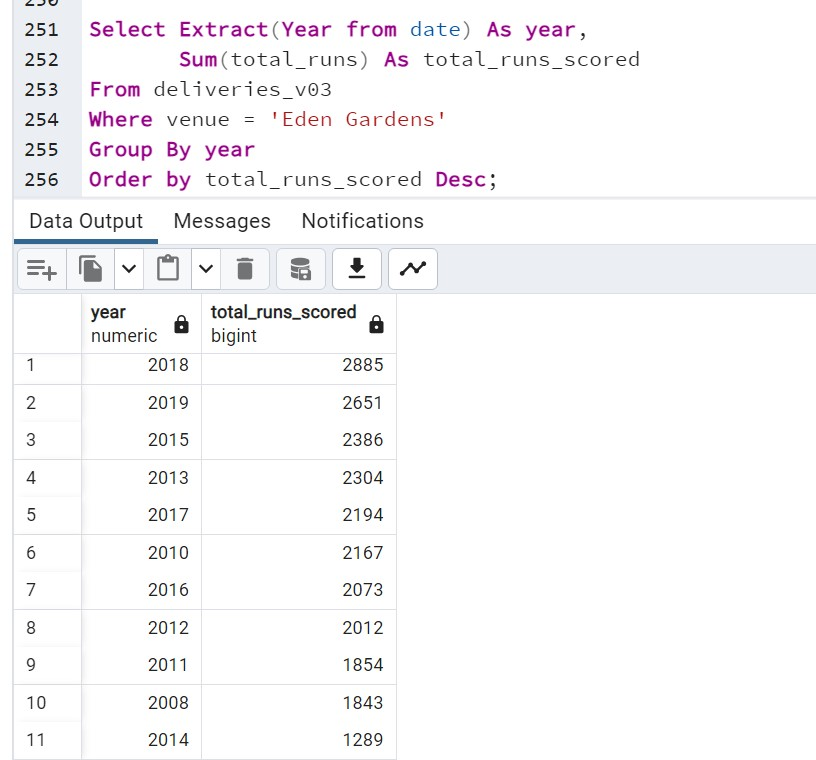 251 Select Extract(Year from date) As year,
252 Sum(total_runs) As total_runs_scored
253 From deliveries_v03
254 Where venue = 'Eden Gardens'
255 Group By year
256 Order by total_runs_scored Desc;
Data Output Messages Notifications
year total_runs_scored
numeric bigint
1 2018 2885
2 2019 2651
3 2015 2386
4 2013 2304
5 2017 2194
6 2010 2167
7 2016 2073
8 2012 2012
9 2011 1854
10 2008 1843
11 2014 1289